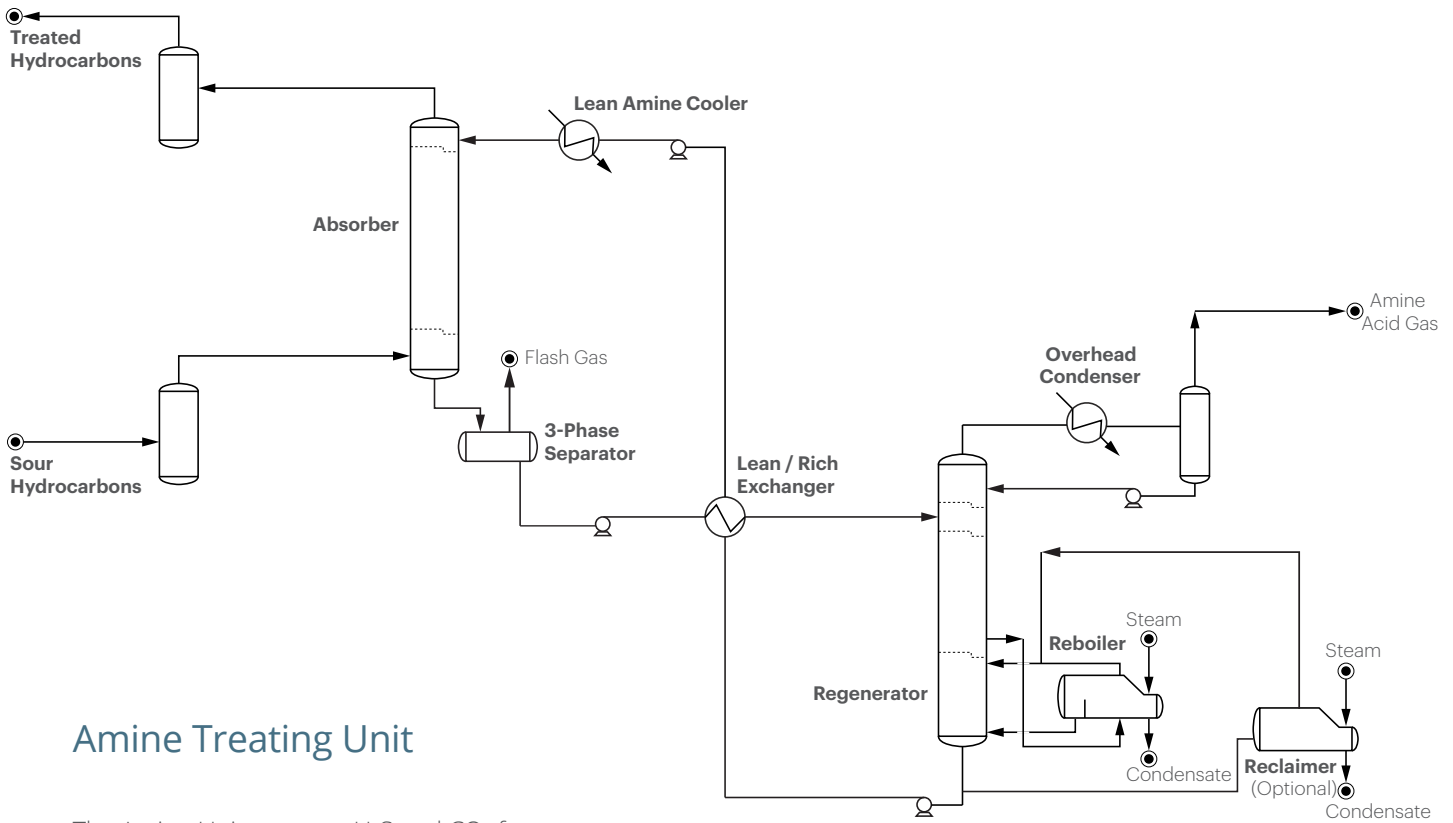 Treated
Hydrocarbons
Lean Amine Cooler
Absorber
Amine
Acid Gas
Flash Gas
Overhead
Condenser
3-Phase
Separator
Sour
Hydrocarbons
Lean / Rich
Exchanger
Steam
Reboiler
Steam
Regenerator
Amine Treating Unit
Condensate
Reclaimer
(Optional)
Condensate